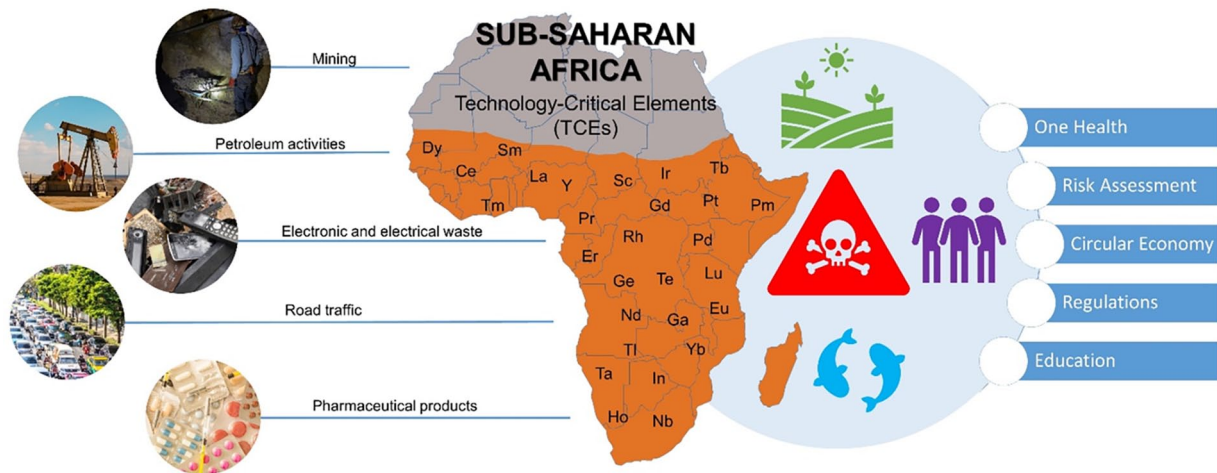 SUB-SAHARAN
AFRICA
Technology-Critical Elements
(TCEs)
Mining
Petroleum activities
Electronic and electrical waste
Road traffic
Pharmaceutical products
Dy
Sm
Ce
La
Y
Tm
Sc
Ir
Tb
Gd
Pt
Pm
Pr
Rh
Pd
Er
Ge
Te
Lu
Nd
Ga
Eu
Tl
Yb
Ta
In
Ho
Nb
One Health
Risk Assessment
Circular Economy
Regulations
Education